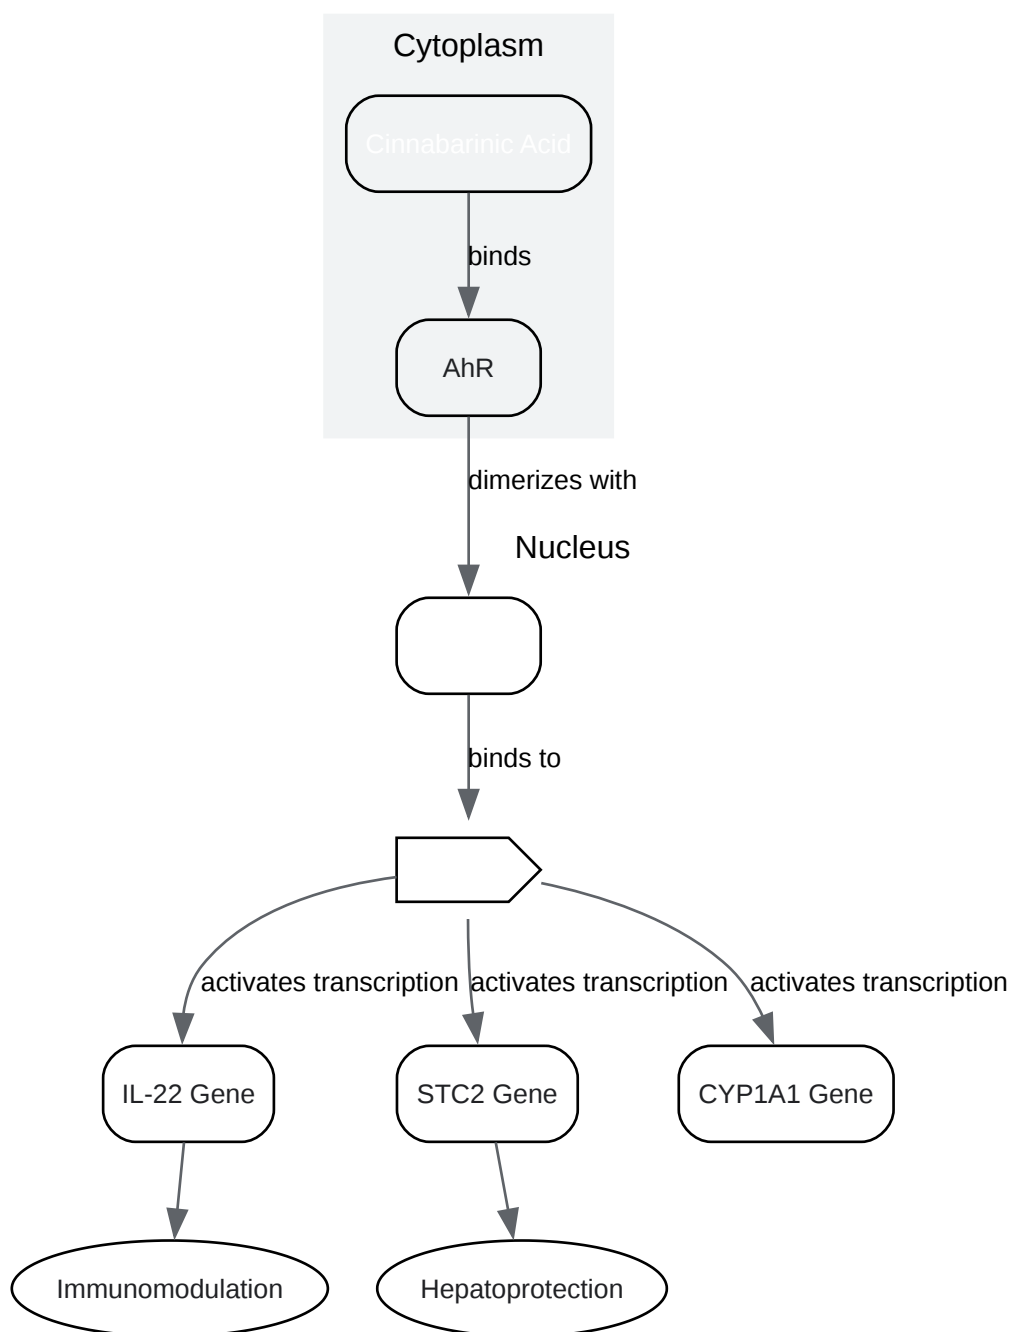 Cytoplasm
Cinnabarinic Acid
binds
AhR
dimerizes with
Nucleus
binds to
activates transcription
activates transcription
activates transcription
IL-22 Gene
STC2 Gene
CYP1A1 Gene
Immunomodulation
Hepatoprotection